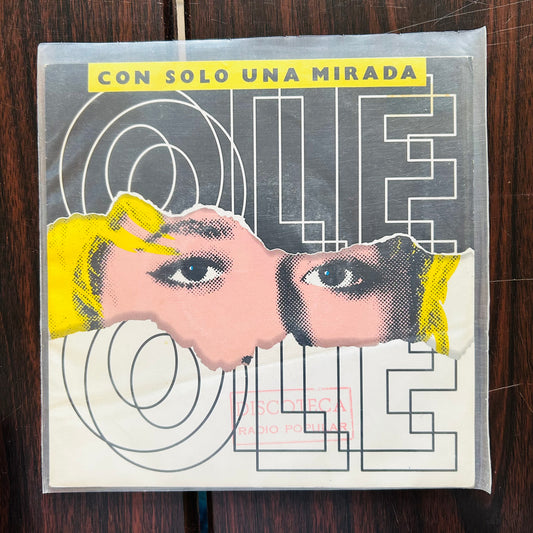 CON SOLO UNA MIRADA
OLE
OLE
DISCOTECA
RADIO POPULAR